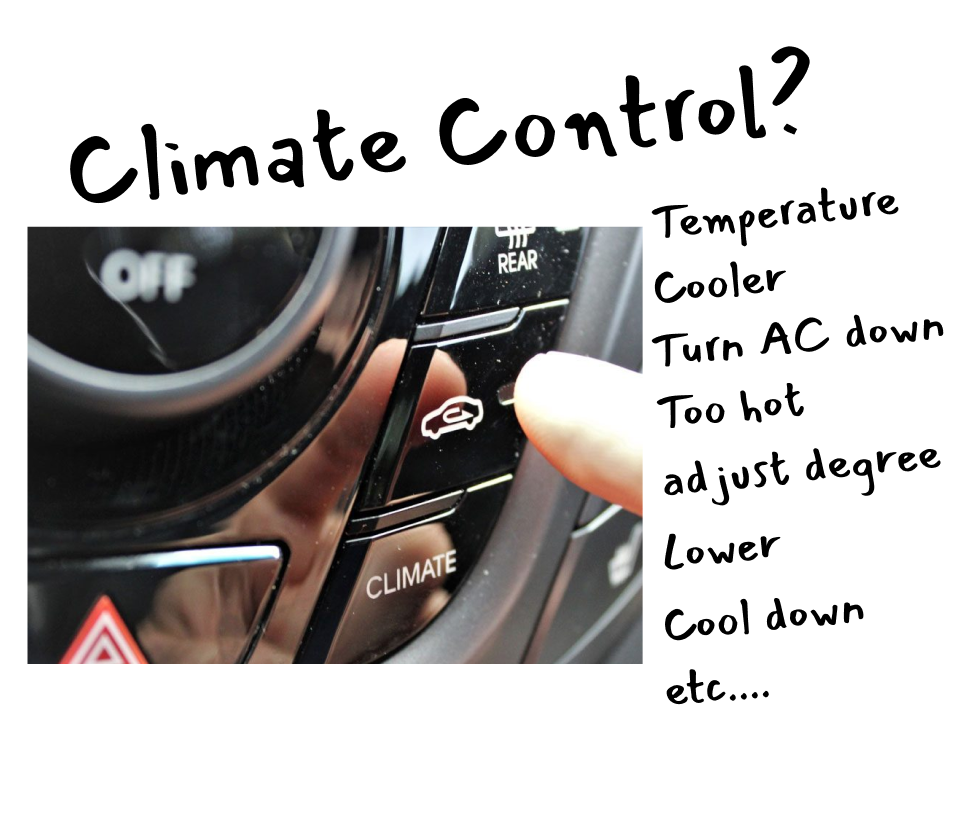 Climate Control?
OFF
REAR
CLIMATE
Temperature
Cooler
Turn AC down
Too hot
adjust degree
Lower
Cool down
etc....